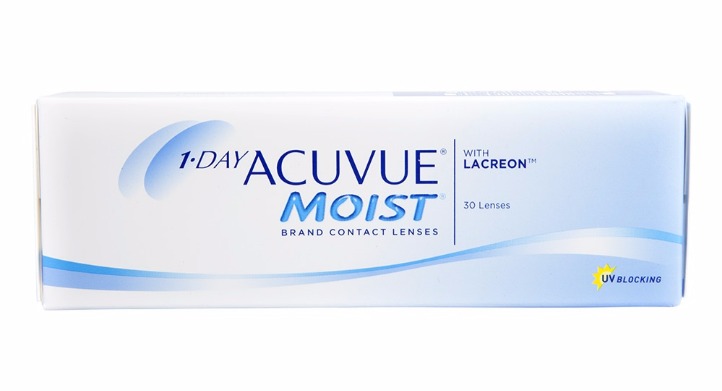 1·DAY ACUVUE®
MOIST®
BRAND CONTACT LENSES
WITH
LACREON™
30 Lenses
UV BLOCKING